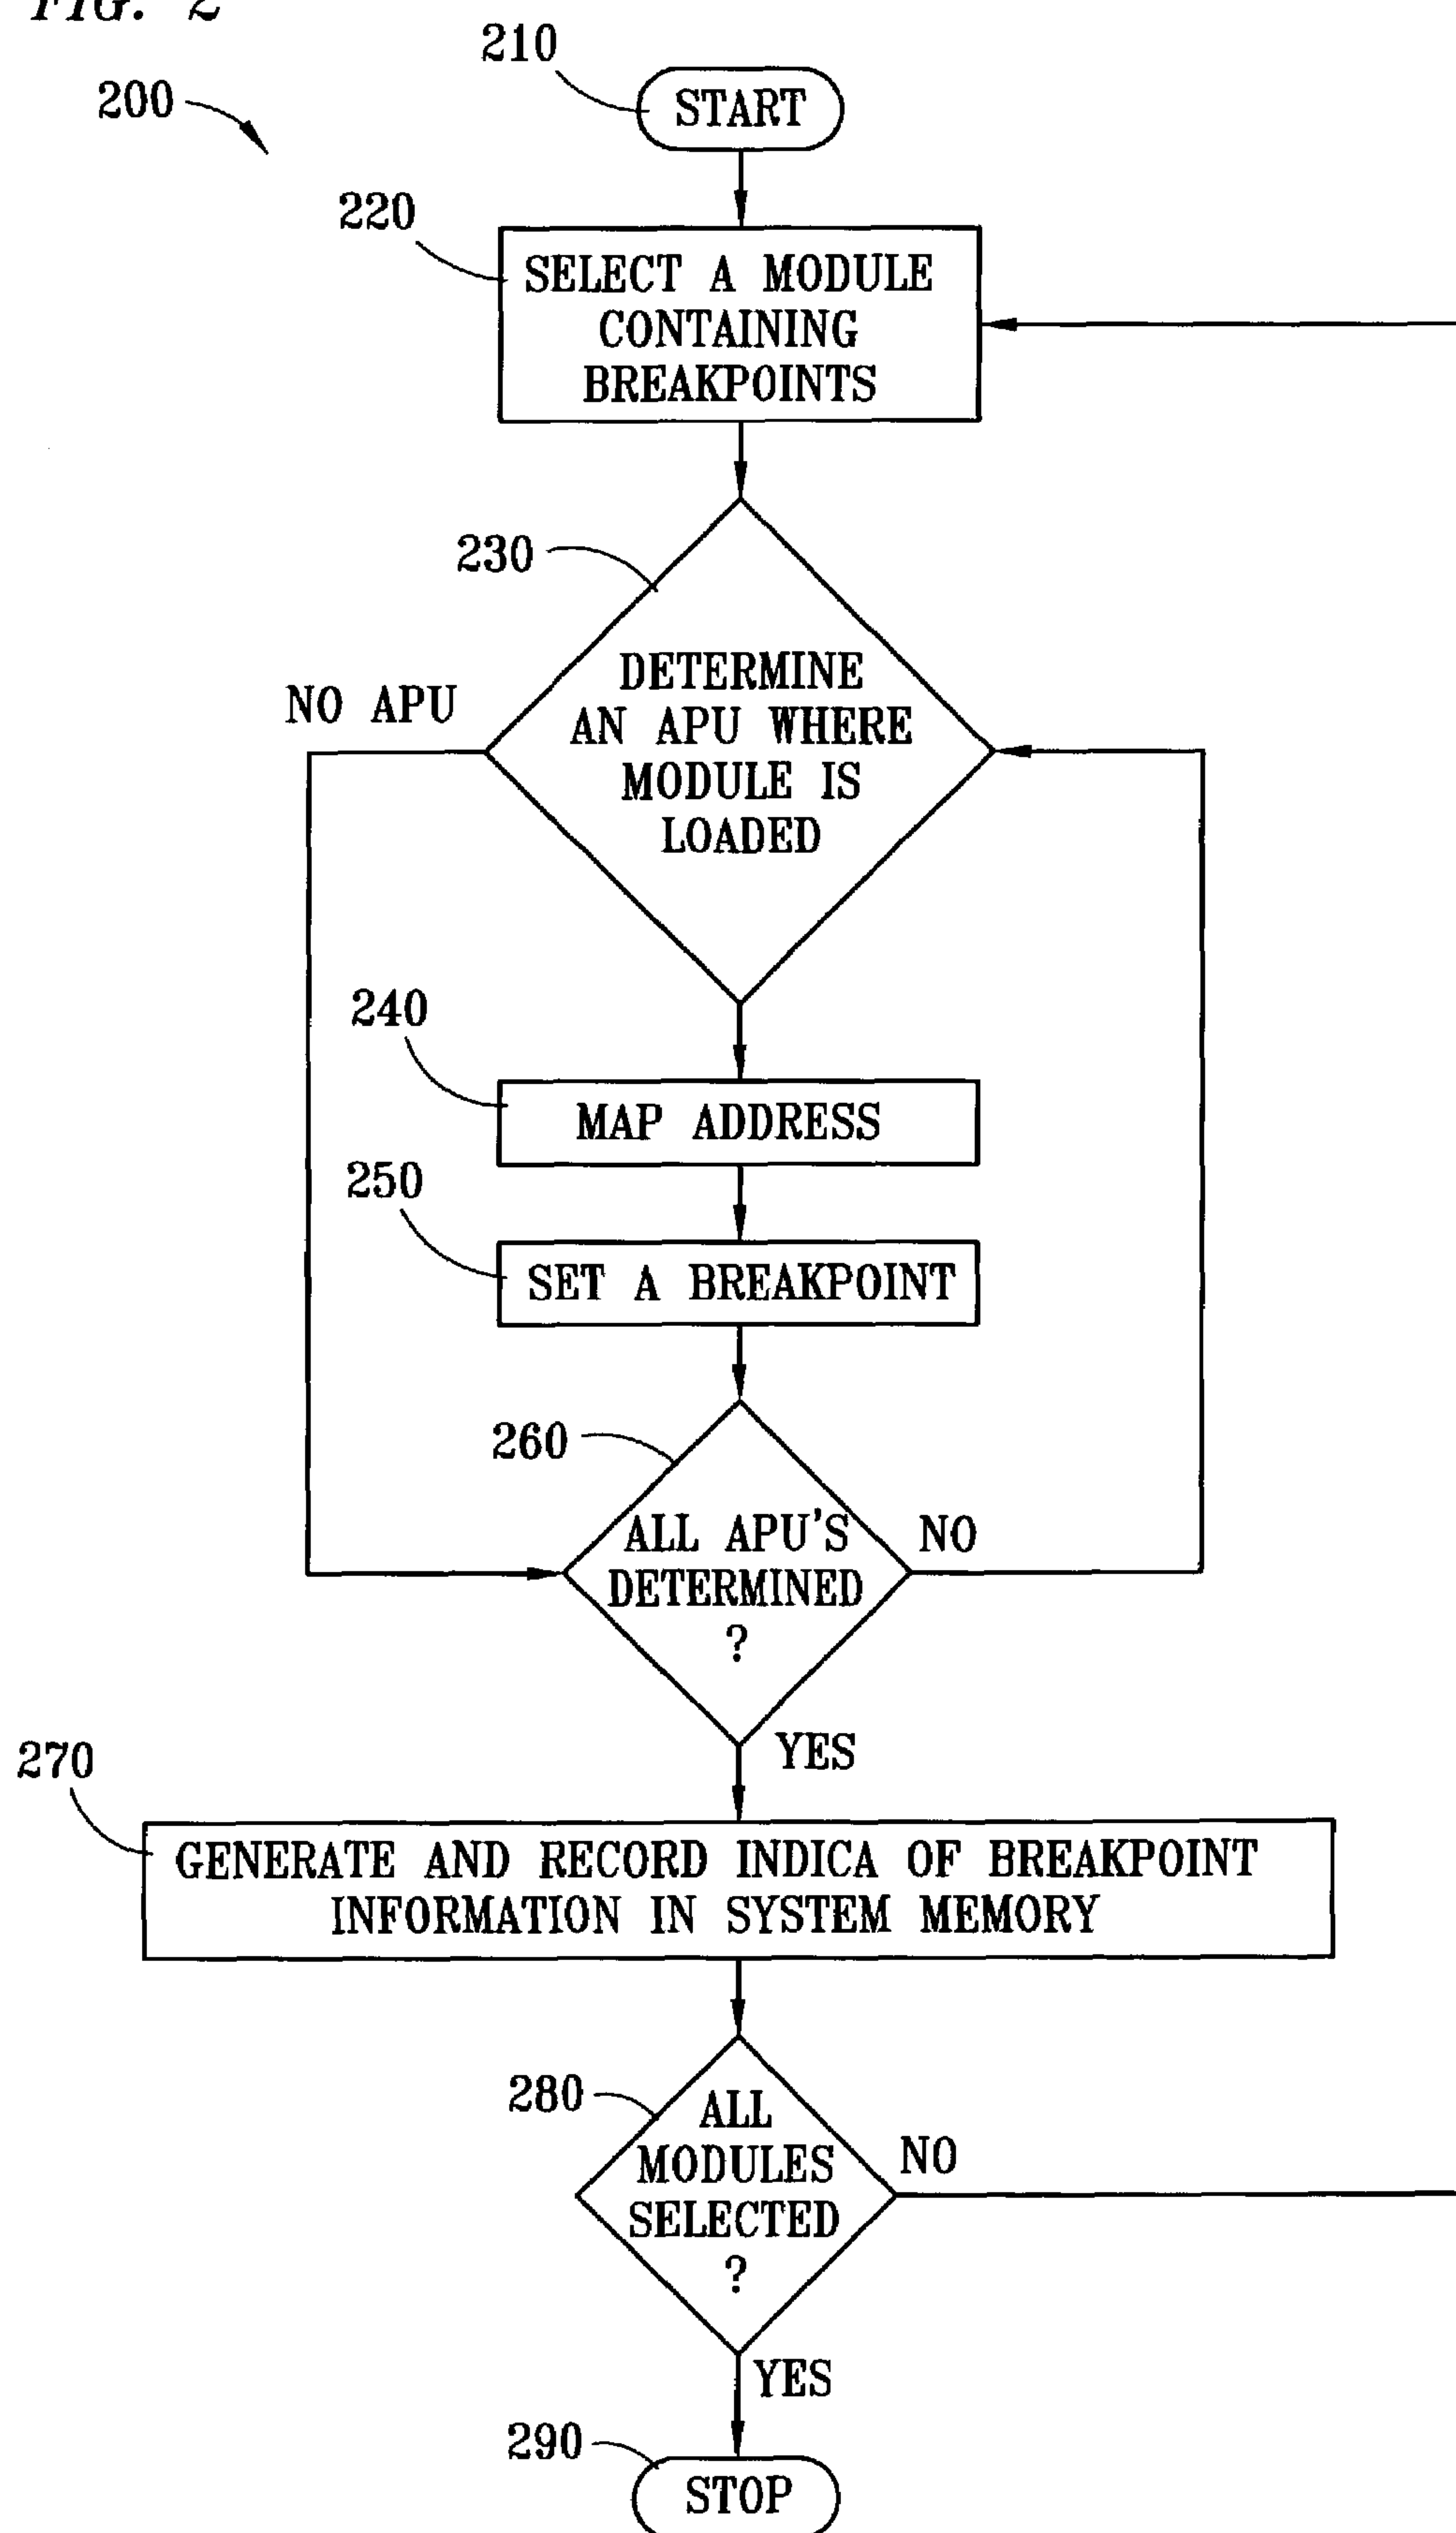 FIG. 2
210
START
200
220
SELECT A MODULE
CONTAINING
BREAKPOINTS
230
DETERMINE
AN APU WHERE
MODULE IS
LOADED
NO APU
240
MAP ADDRESS
250
SET A BREAKPOINT
260
ALL APU'S
DETERMINED
?
NO
YES
270
GENERATE AND RECORD INDICA OF BREAKPOINT
INFORMATION IN SYSTEM MEMORY
280
ALL
MODULES
SELECTED
?
NO
YES
290
STOP